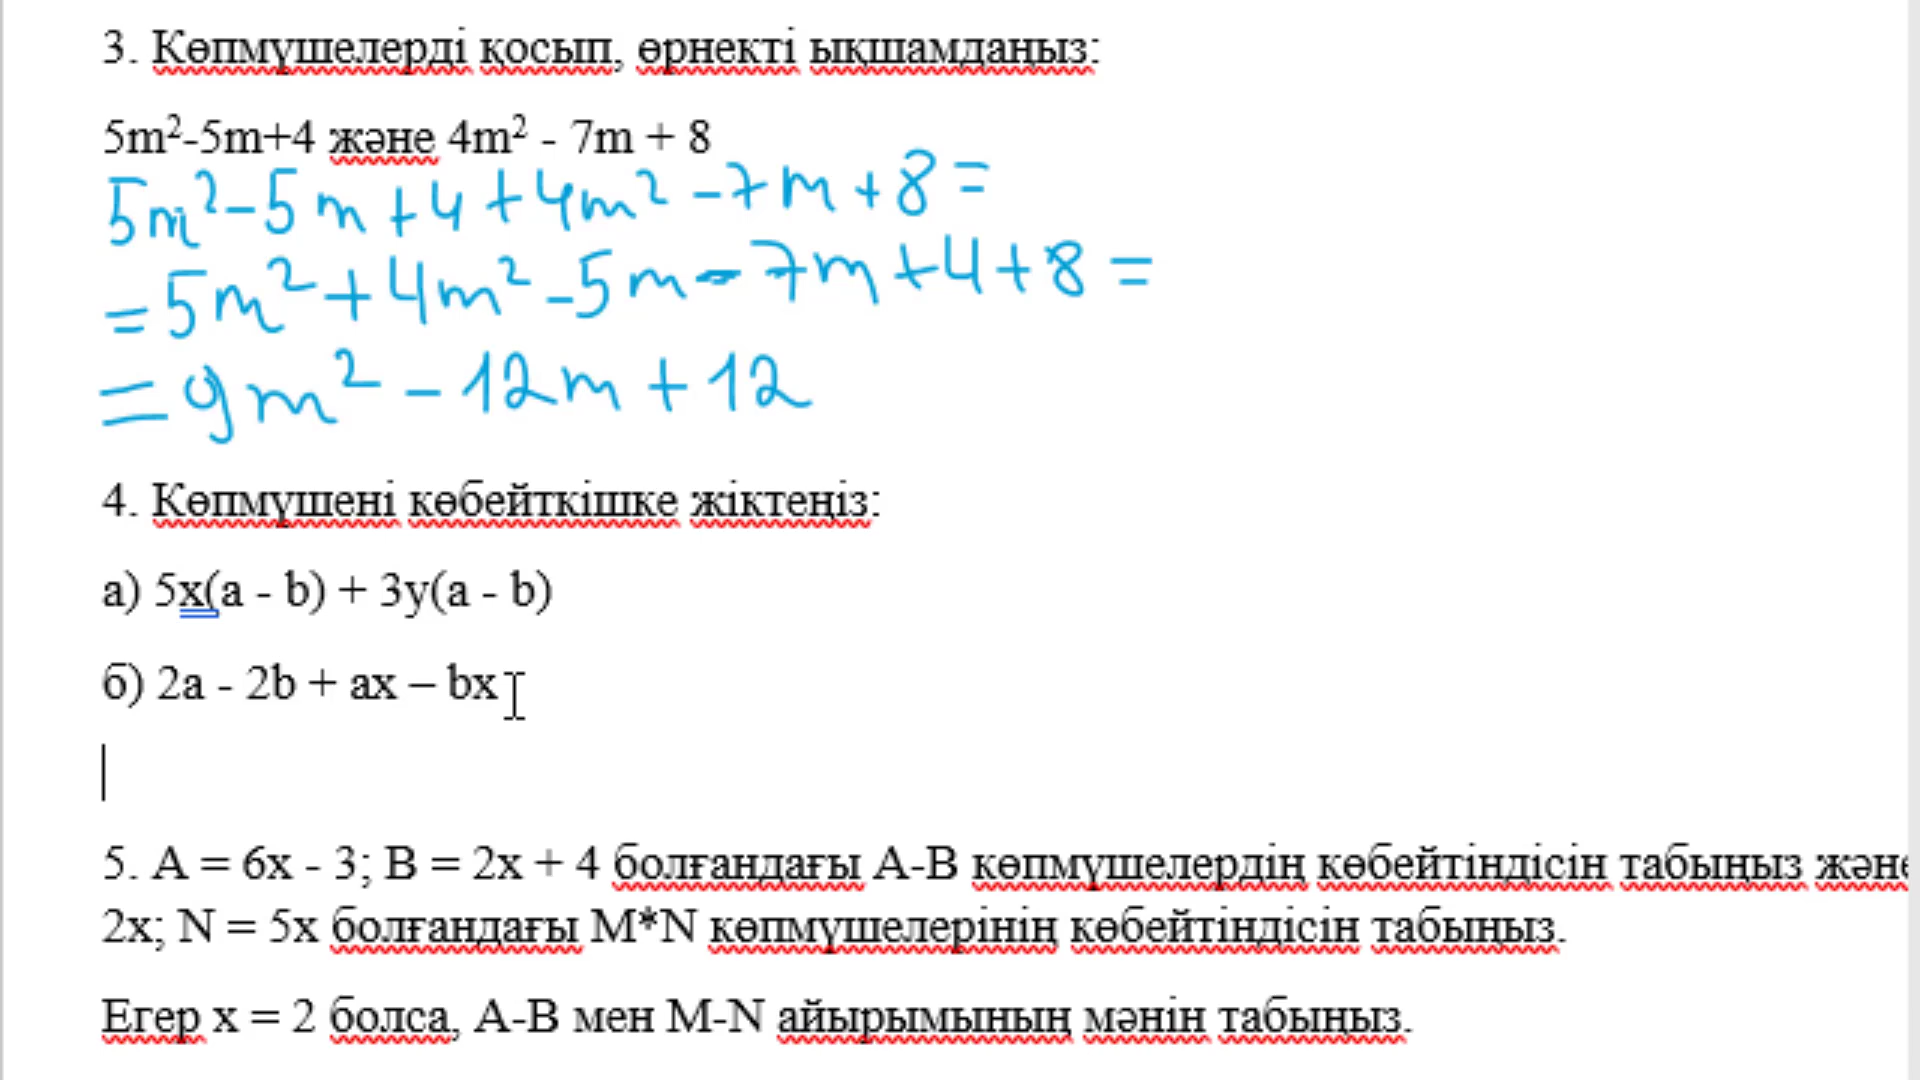 3. Көпмүшелерді қосып, өрнекті ықшамдаңыз:
5m²-5m+4 және 4m² - 7m + 8
5m²-5m+4+4m²-7m+8=
=5m²+4m²-5m-7m+4+8=
=9m²-12m+12
4. Көпмүшені көбейткішке жіктеңіз:
а) 5x(a - b) + 3y(a - b)
б) 2a - 2b + ax – bx
5. A = 6x - 3; B = 2x + 4 болғандағы A-B көпмүшелердің көбейтіндісін табыңыз және
2x; N = 5x болғандағы M*N көпмүшелерінің көбейтіндісін табыңыз.
Егер x = 2 болса, A-B мен M-N айырымының мәнін табыңыз.